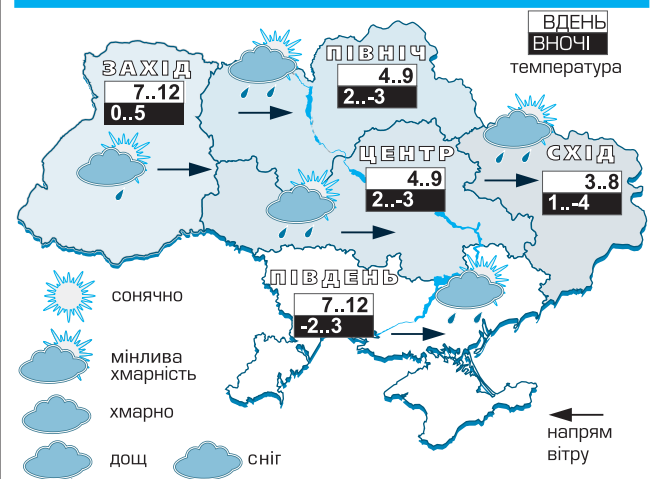 ВДЕНЬ
ВНОЧІ
температура
ЗАХІД
7..12
0..5
ПІВНІЧ
4..9
2..-3
ЦЕНТР
4..9
2..-3
СХІД
3..8
1..-4
ПІВДЕНЬ
7..12
-2..3
сонячно
мінлива
хмарність
хмарно
дощ
сніг
напрям
вітру